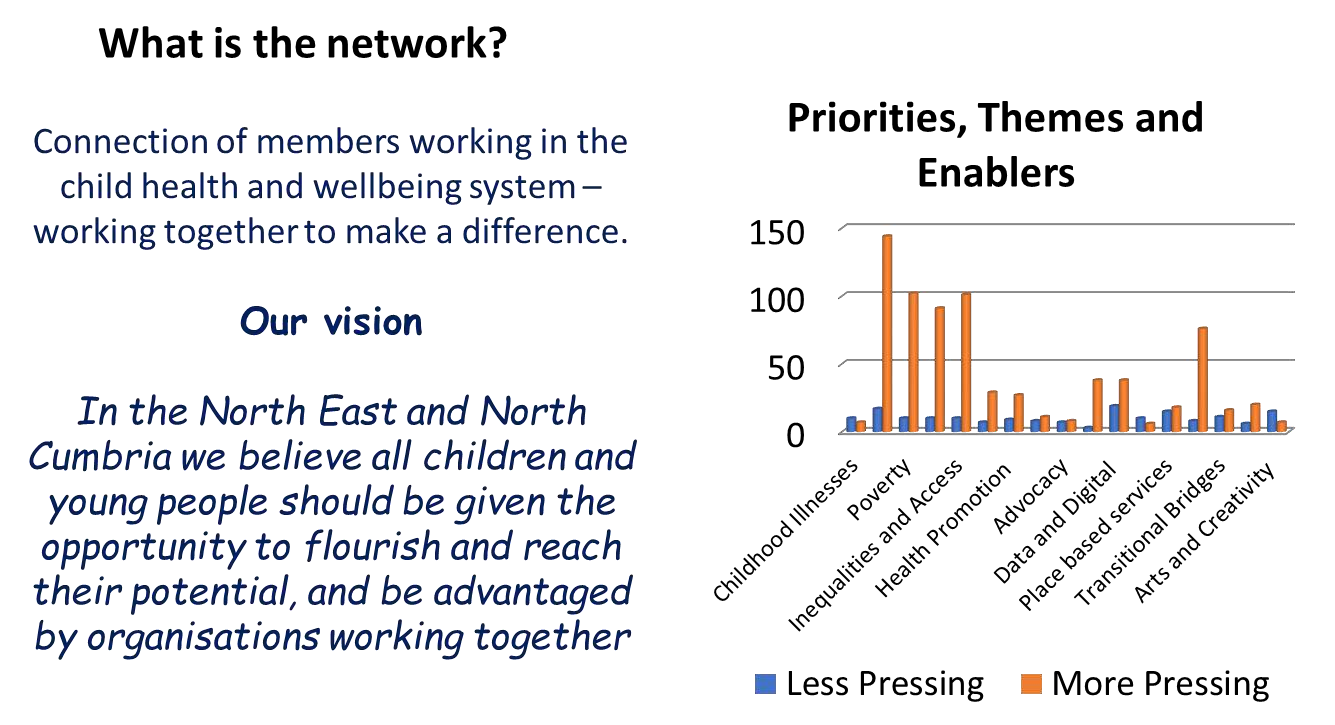 What is the network?
Connection of members working in the
child health and wellbeing system –
working together to make a difference.
Our vision
In the North East and North
Cumbria we believe all children and
young people should be given the
opportunity to flourish and reach
their potential, and be advantaged
by organisations working together
Priorities, Themes and
Enablers
150
100
50
0
Childhood Illnesses
Poverty
Inequalities and Access
Health Promotion
Advocacy
Data and Digital
Place based services
Transitional Bridges
Arts and Creativity
Less Pressing
More Pressing